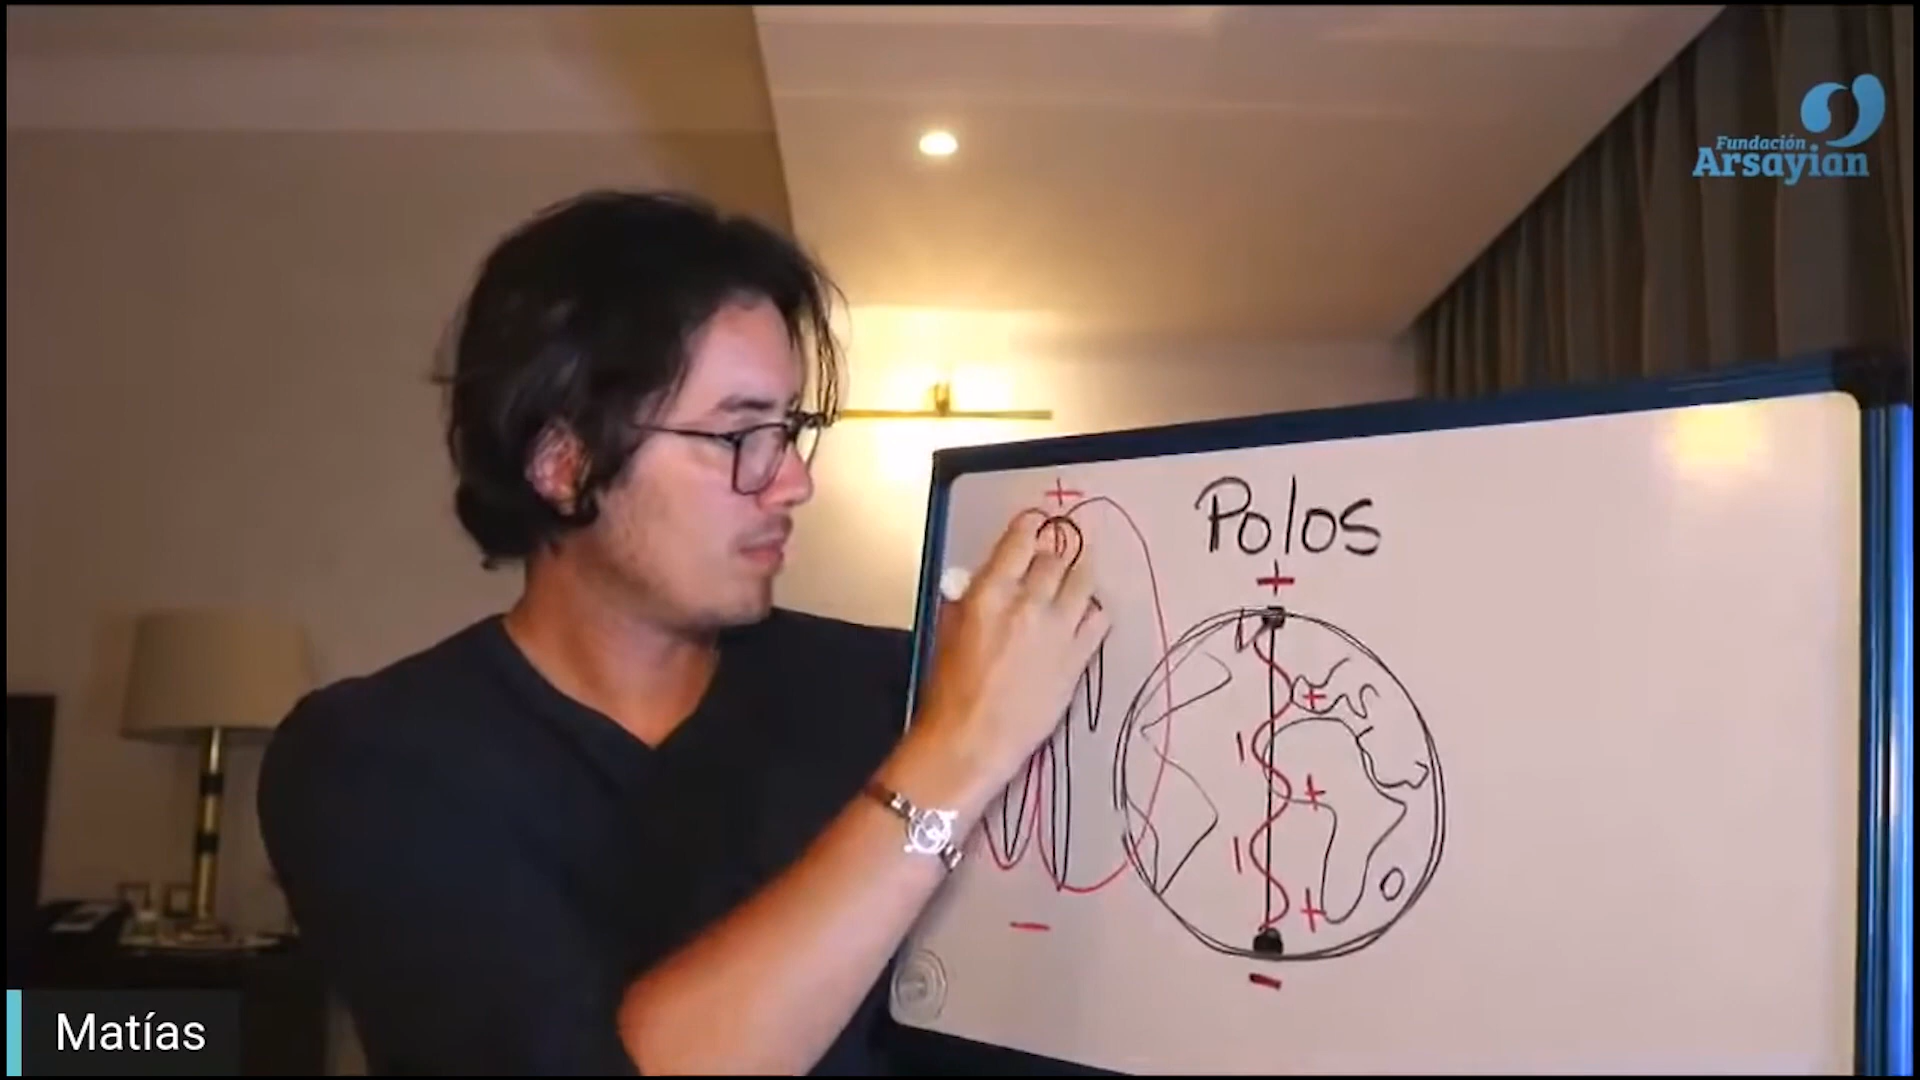 Fundación
Arsayian
+
Polos
+
+
+
+
-
-
Matías